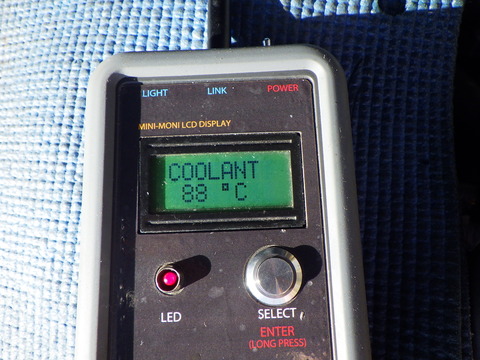 LIGHT LINK POWER
MINI-MONI LCD DISPLAY
COOLANT
88 °C
LED SELECT
ENTER
(LONG PRESS)